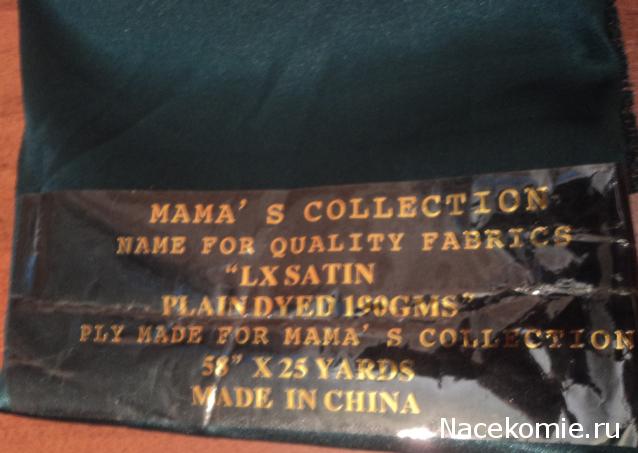 MAMA' S COLLECTION
NAME FOR QUALITY FABRICS
"LX SATIN
PLAIN DYED 190GMS"
PLY MADE FOR MAMA' S COLLECTION
58" X 25 YARDS
MADE IN CHINA
Nacekomie.ru